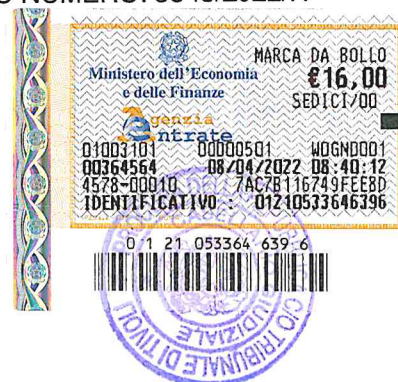 MARCA DA BOLLO
Ministero dell'Economia
e delle Finanze
€16,00
SEDICI/00
genzia
ntrate
01003101 00000501 W0GND001
00364564 08/04/2022 08:40:12
4578-00010 7AC7B116749FEE8D
IDENTIFICATIVO : 01210533646396
0 1 21 053364 639 6
TRIBUNALE DI TIVOLI